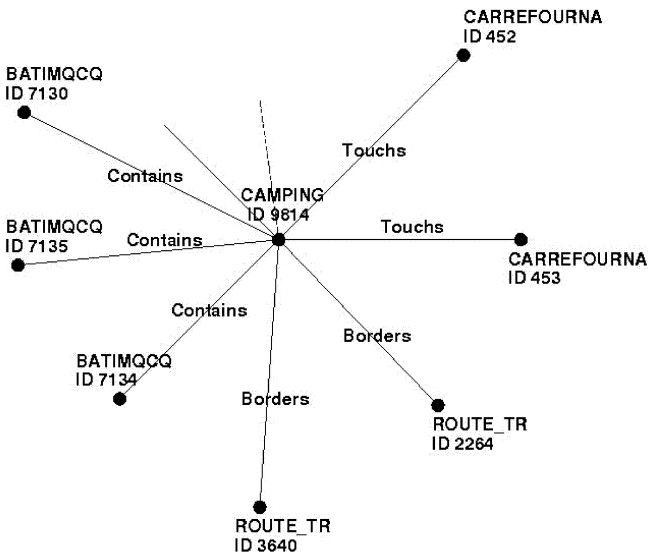 CARREFOURNA
ID 452
BATIMQCQ
ID 7130
Touchs
Contains
CAMPING
ID 9814
BATIMQCQ
ID 7135
Contains
Touchs
CARREFOURNA
ID 453
Contains
Borders
BATIMQCQ
ID 7134
Borders
ROUTE_TR
ID 2264
ROUTE_TR
ID 3640